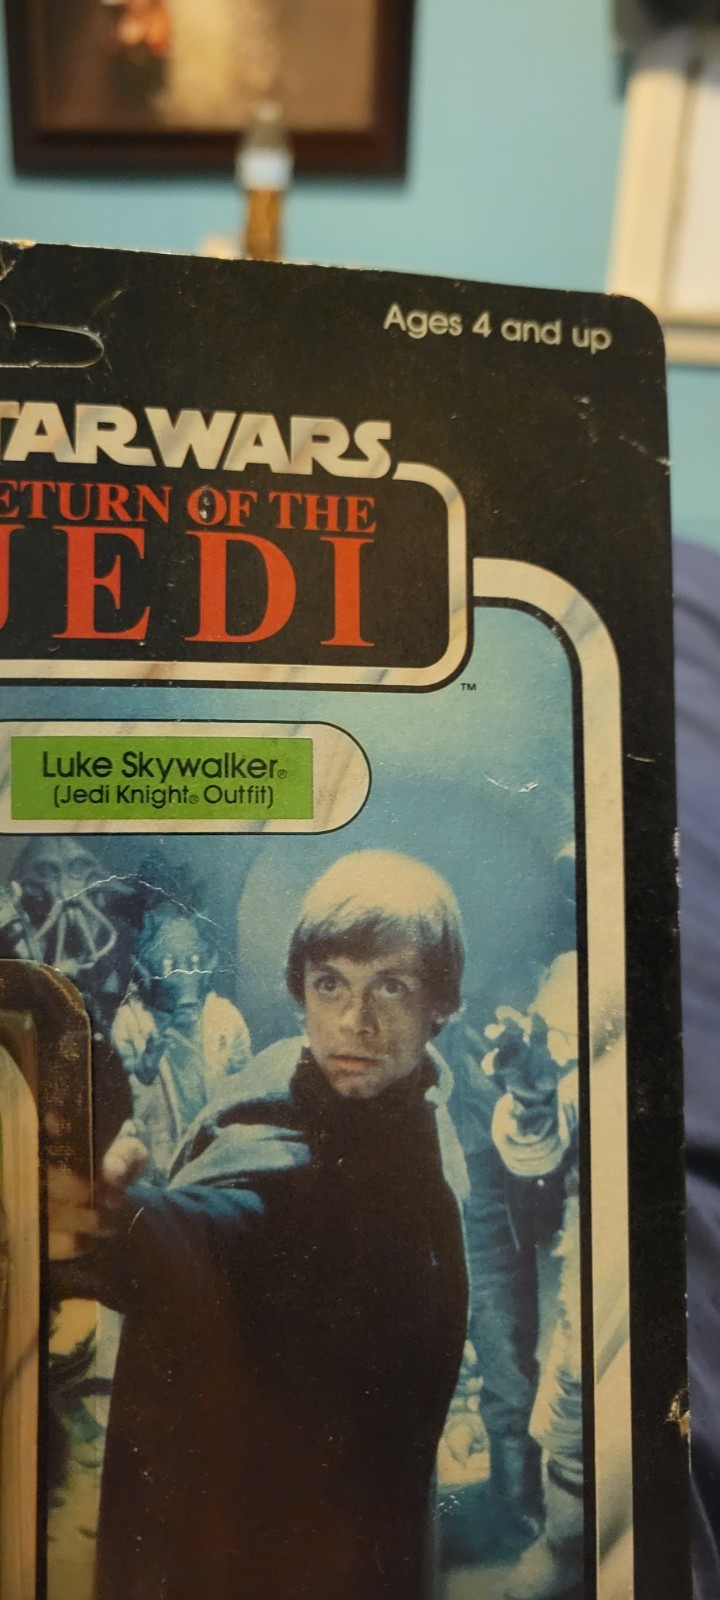 Ages 4 and up
TAR WARS
ETURN OF THE
JEDI
TM
Luke Skywalker®
(Jedi Knight® Outfit)